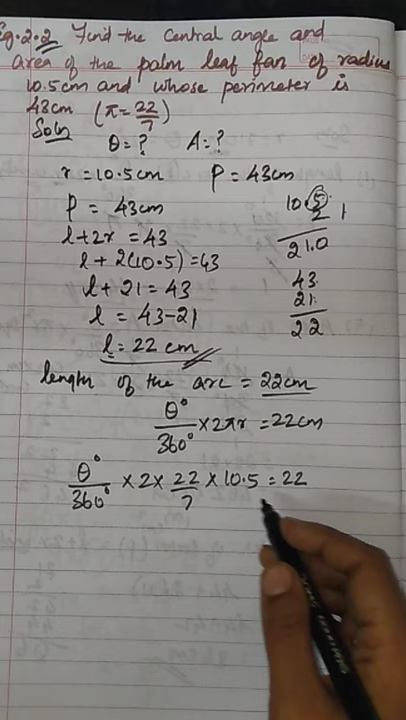 Eg. 2.2 Find the Central angle and
area of the palm leaf fan of radius
10.5cm and whose perimeter is
43cm (π = 22/7)
Soln
θ = ? A = ?
r = 10.5cm P = 43cm
P = 43cm
l + 2r = 43
l + 2(10.5) = 43
l + 21 = 43
l = 43 - 21
l = 22 cm
10.5
2 1
21.0
43
21
22
length of the arc = 22cm
θ°/360° × 2πr = 22cm
θ°/360° × 2 × 22/7 × 10.5 = 22